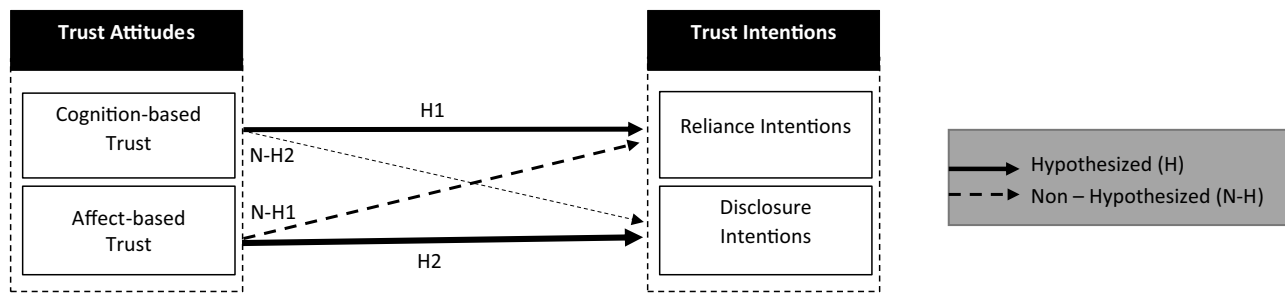 Trust Attitudes
Cognition-based
Trust
Affect-based
Trust
H1
N-H2
N-H1
H2
Trust Intentions
Reliance Intentions
Disclosure
Intentions
Hypothesized (H)
Non – Hypothesized (N-H)